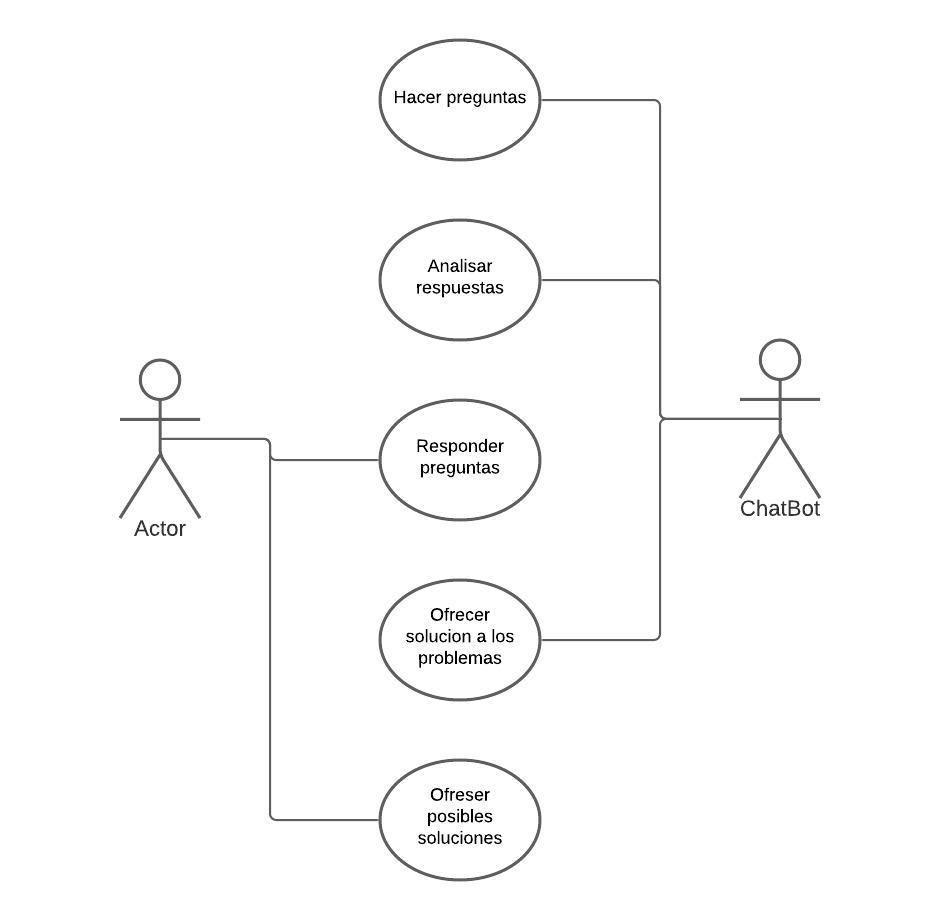 Hacer preguntas
Analisar
respuestas
Responder
preguntas
Actor
ChatBot
Ofrecer
solucion a los
problemas
Ofreser
posibles
soluciones